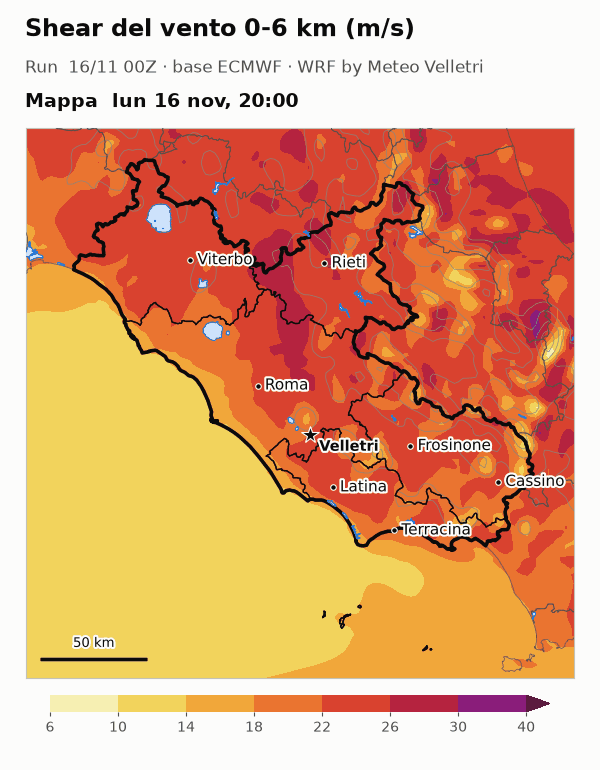 Shear del vento 0-6 km (m/s)
Run  16/11 00Z · base ECMWF · WRF by Meteo Velletri
Mappa  lun 16 nov, 20:00
Viterbo
Rieti
Roma
Velletri
Frosinone
Latina
Cassino
Terracina
50 km
6 10 14 18 22 26 30 40